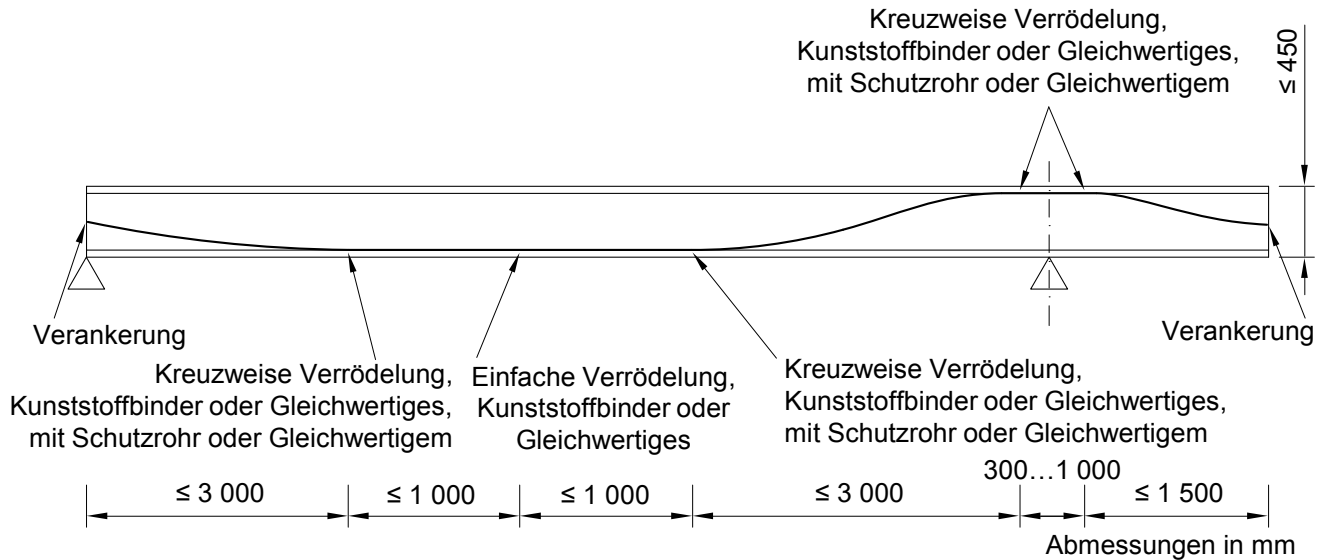 Kreuzweise Verrödelung,
Kunststoffbinder oder Gleichwertiges,
mit Schutzrohr oder Gleichwertigem
≤ 450
Verankerung
Verankerung
Kreuzweise Verrödelung,
Kunststoffbinder oder Gleichwertiges,
mit Schutzrohr oder Gleichwertigem
Einfache Verrödelung,
Kunststoffbinder oder
Gleichwertiges
Kreuzweise Verrödelung,
Kunststoffbinder oder Gleichwertiges,
mit Schutzrohr oder Gleichwertigem
≤ 3 000
≤ 1 000
≤ 1 000
≤ 3 000
300…1 000
≤ 1 500
Abmessungen in mm